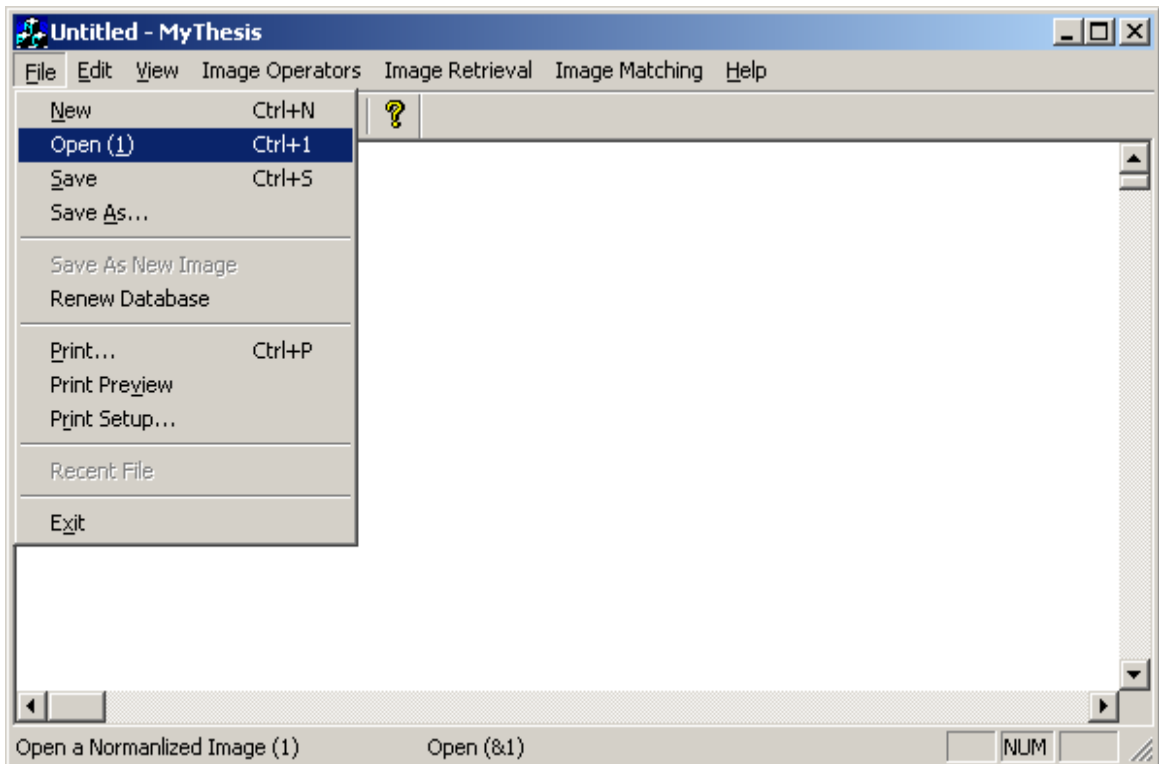 Untitled - MyThesis
File Edit View Image Operators Image Retrieval Image Matching Help
New Ctrl+N
Open (1) Ctrl+1
Save Ctrl+S
Save As...
Save As New Image
Renew Database
Print... Ctrl+P
Print Preview
Print Setup...
Recent File
Exit
Open a Normanlized Image (1) Open (&1) NUM